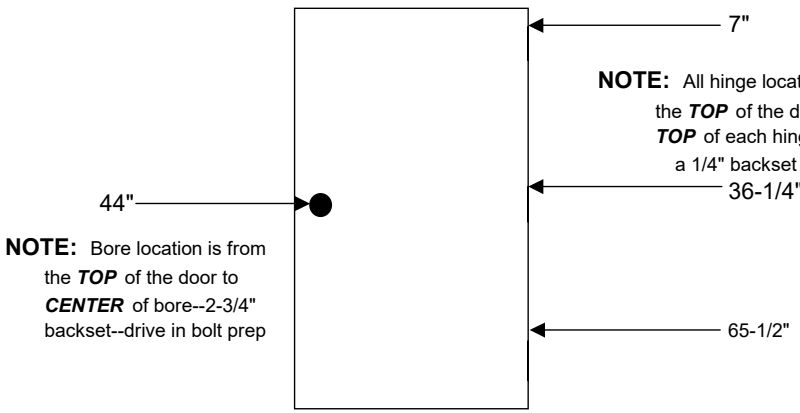 7"
NOTE: All hinge
the TOP of the
TOP of each
a 1/4" backset
36-1/4"
44"
NOTE: Bore location is from
the TOP of the door to
CENTER of bore--2-3/4"
backset--drive in bolt prep
65-1/2"